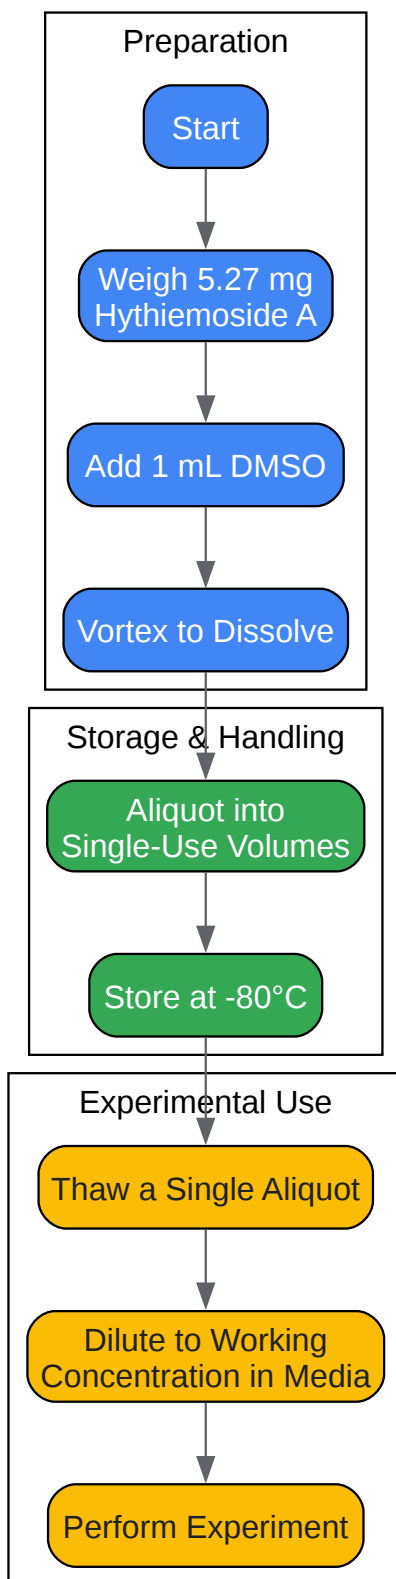 Preparation
Start
Weigh 5.27 mg
Hythiemoside A
Add 1 mL DMSO
Vortex to Dissolve
Storage & Handling
Aliquot into
Single-Use Volumes
Store at -80°C
Experimental Use
Thaw a Single Aliquot
Dilute to Working
Concentration in Media
Perform Experiment